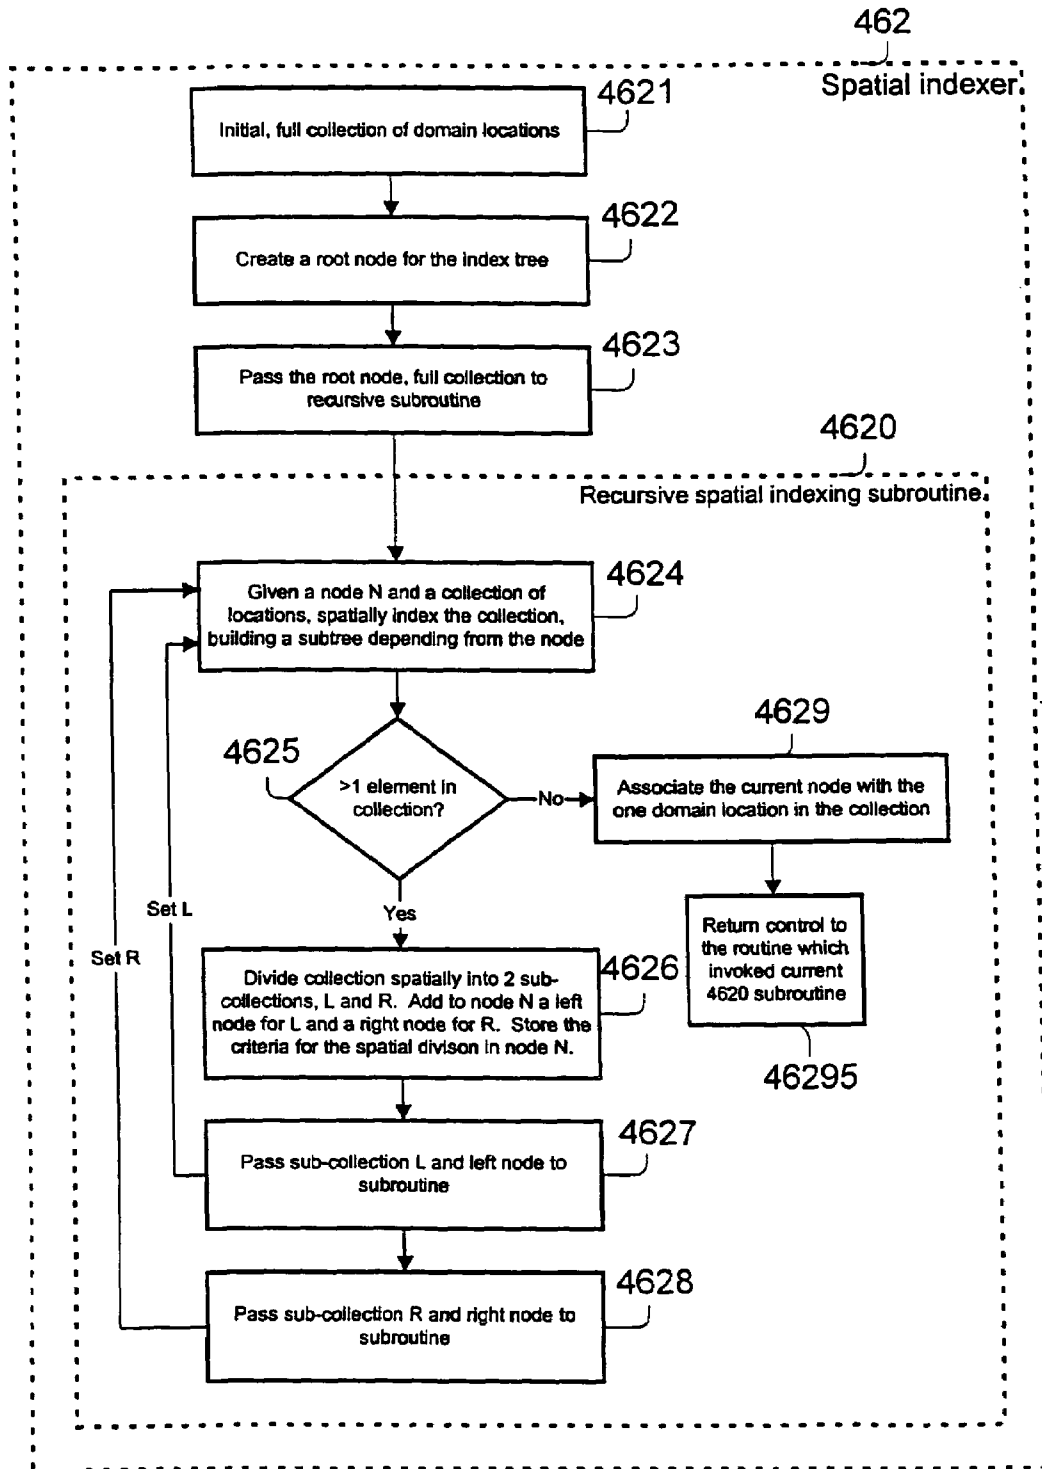 462
Spatial indexer
4621
Initial, full collection of domain locations
4622
Create a root node for the index tree
4623
Pass the root node, full collection to
recursive subroutine
4620
Recursive spatial indexing subroutine
4624
Given a node N and a collection of
locations, spatially index the collection,
building a subtree depending from the node
4625
>1 element in
collection?
No
4629
Associate the current node with the
one domain location in the collection
Yes
Set L
Set R
Return control to
the routine which
invoked current
4620 subroutine
46295
4626
Divide collection spatially into 2 sub-
collections, L and R. Add to node N a left
node for L and a right node for R. Store the
criteria for the spatial divison in node N.
4627
Pass sub-collection L and left node to
subroutine
4628
Pass sub-collection R and right node to
subroutine